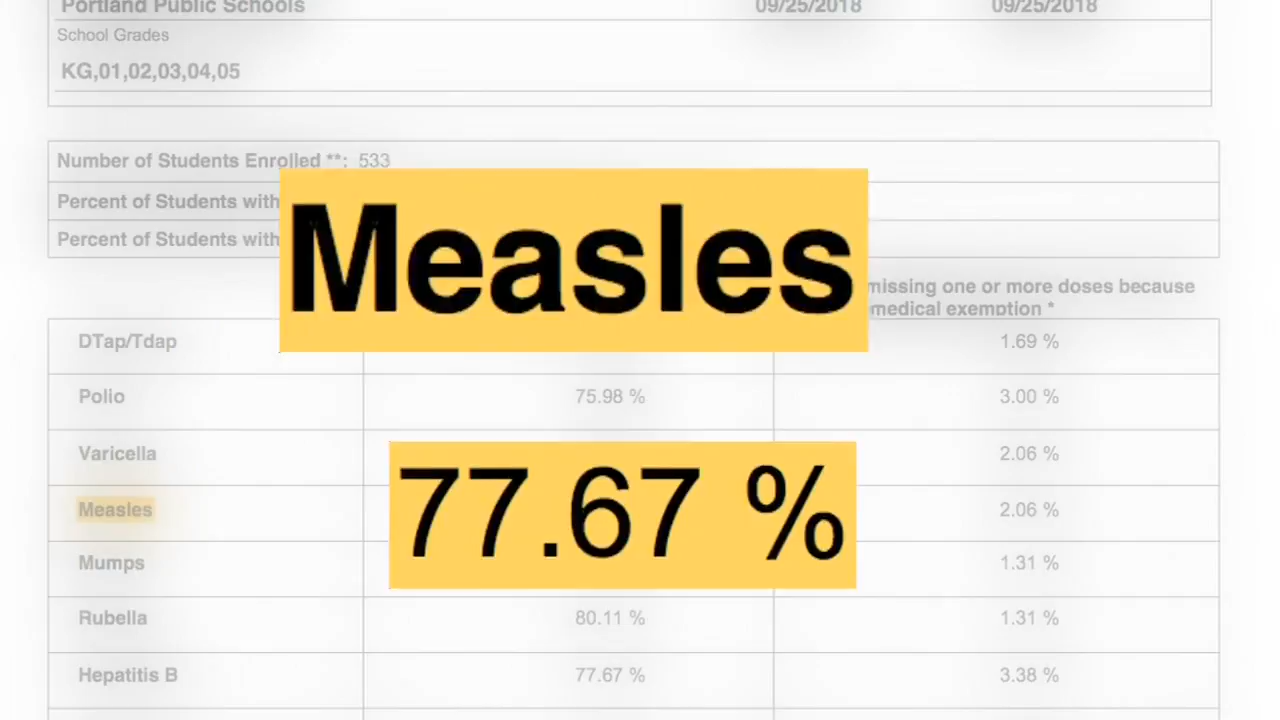 Portland Public Schools 09/25/2018 09/25/2018
School Grades
KG,01,02,03,04,05
Number of Students Enrolled **: 533
Percent of Students with
Percent of Students with
Measles
missing one or more doses because
medical exemption *
DTap/Tdap 1.69 %
Polio 75.98 % 3.00 %
Varicella 2.06 %
77.67 %
Measles 2.06 %
Mumps 1.31 %
Rubella 80.11 % 1.31 %
Hepatitis B 77.67 % 3.38 %